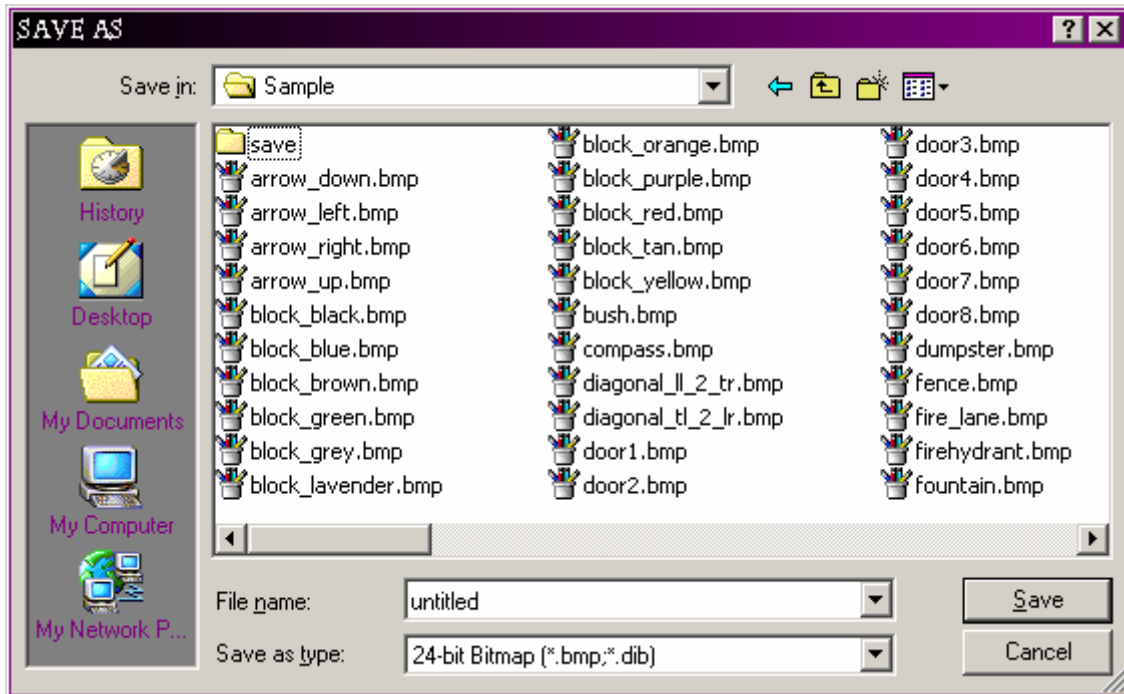 SAVE AS
Save in: Sample
History
Desktop
My Documents
My Computer
My Network P...
save
arrow_down.bmp
arrow_left.bmp
arrow_right.bmp
arrow_up.bmp
block_black.bmp
block_blue.bmp
block_brown.bmp
block_green.bmp
block_grey.bmp
block_lavender.bmp
block_orange.bmp
block_purple.bmp
block_red.bmp
block_tan.bmp
block_yellow.bmp
bush.bmp
compass.bmp
diagonal_ll_2_tr.bmp
diagonal_tl_2_lr.bmp
door1.bmp
door2.bmp
door3.bmp
door4.bmp
door5.bmp
door6.bmp
door7.bmp
door8.bmp
dumpster.bmp
fence.bmp
fire_lane.bmp
firehydrant.bmp
fountain.bmp
File name: untitled
Save
Save as type: 24-bit Bitmap (*.bmp;*.dib)
Cancel